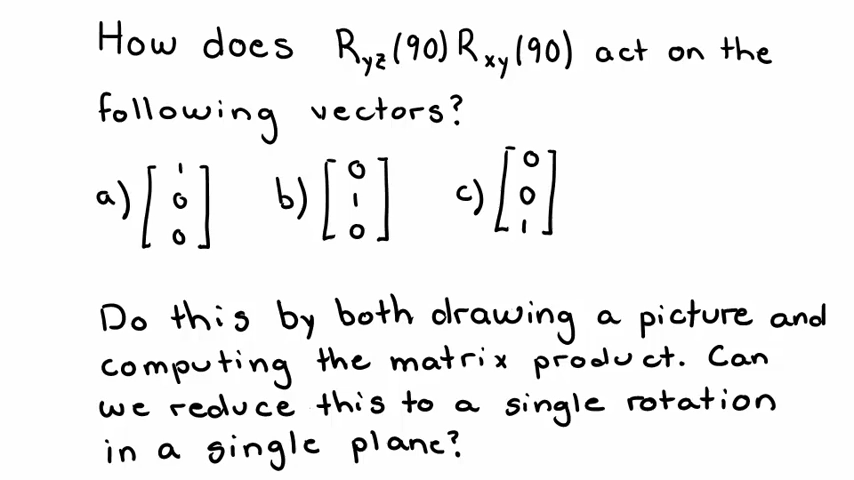 How does R_yz(90) R_xy(90) act on the
following vectors?
a) [1 0 0] b) [0 1 0] c) [0 0 1]
Do this by both drawing a picture and
computing the matrix product. Can
we reduce this to a single rotation
in a single plane?